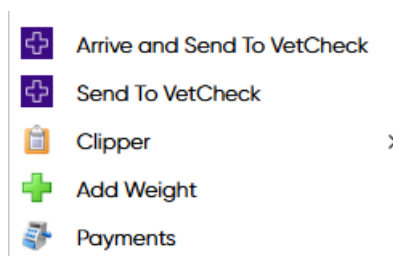 Arrive and Send To VetCheck
Send To VetCheck
Clipper
Add Weight
Payments